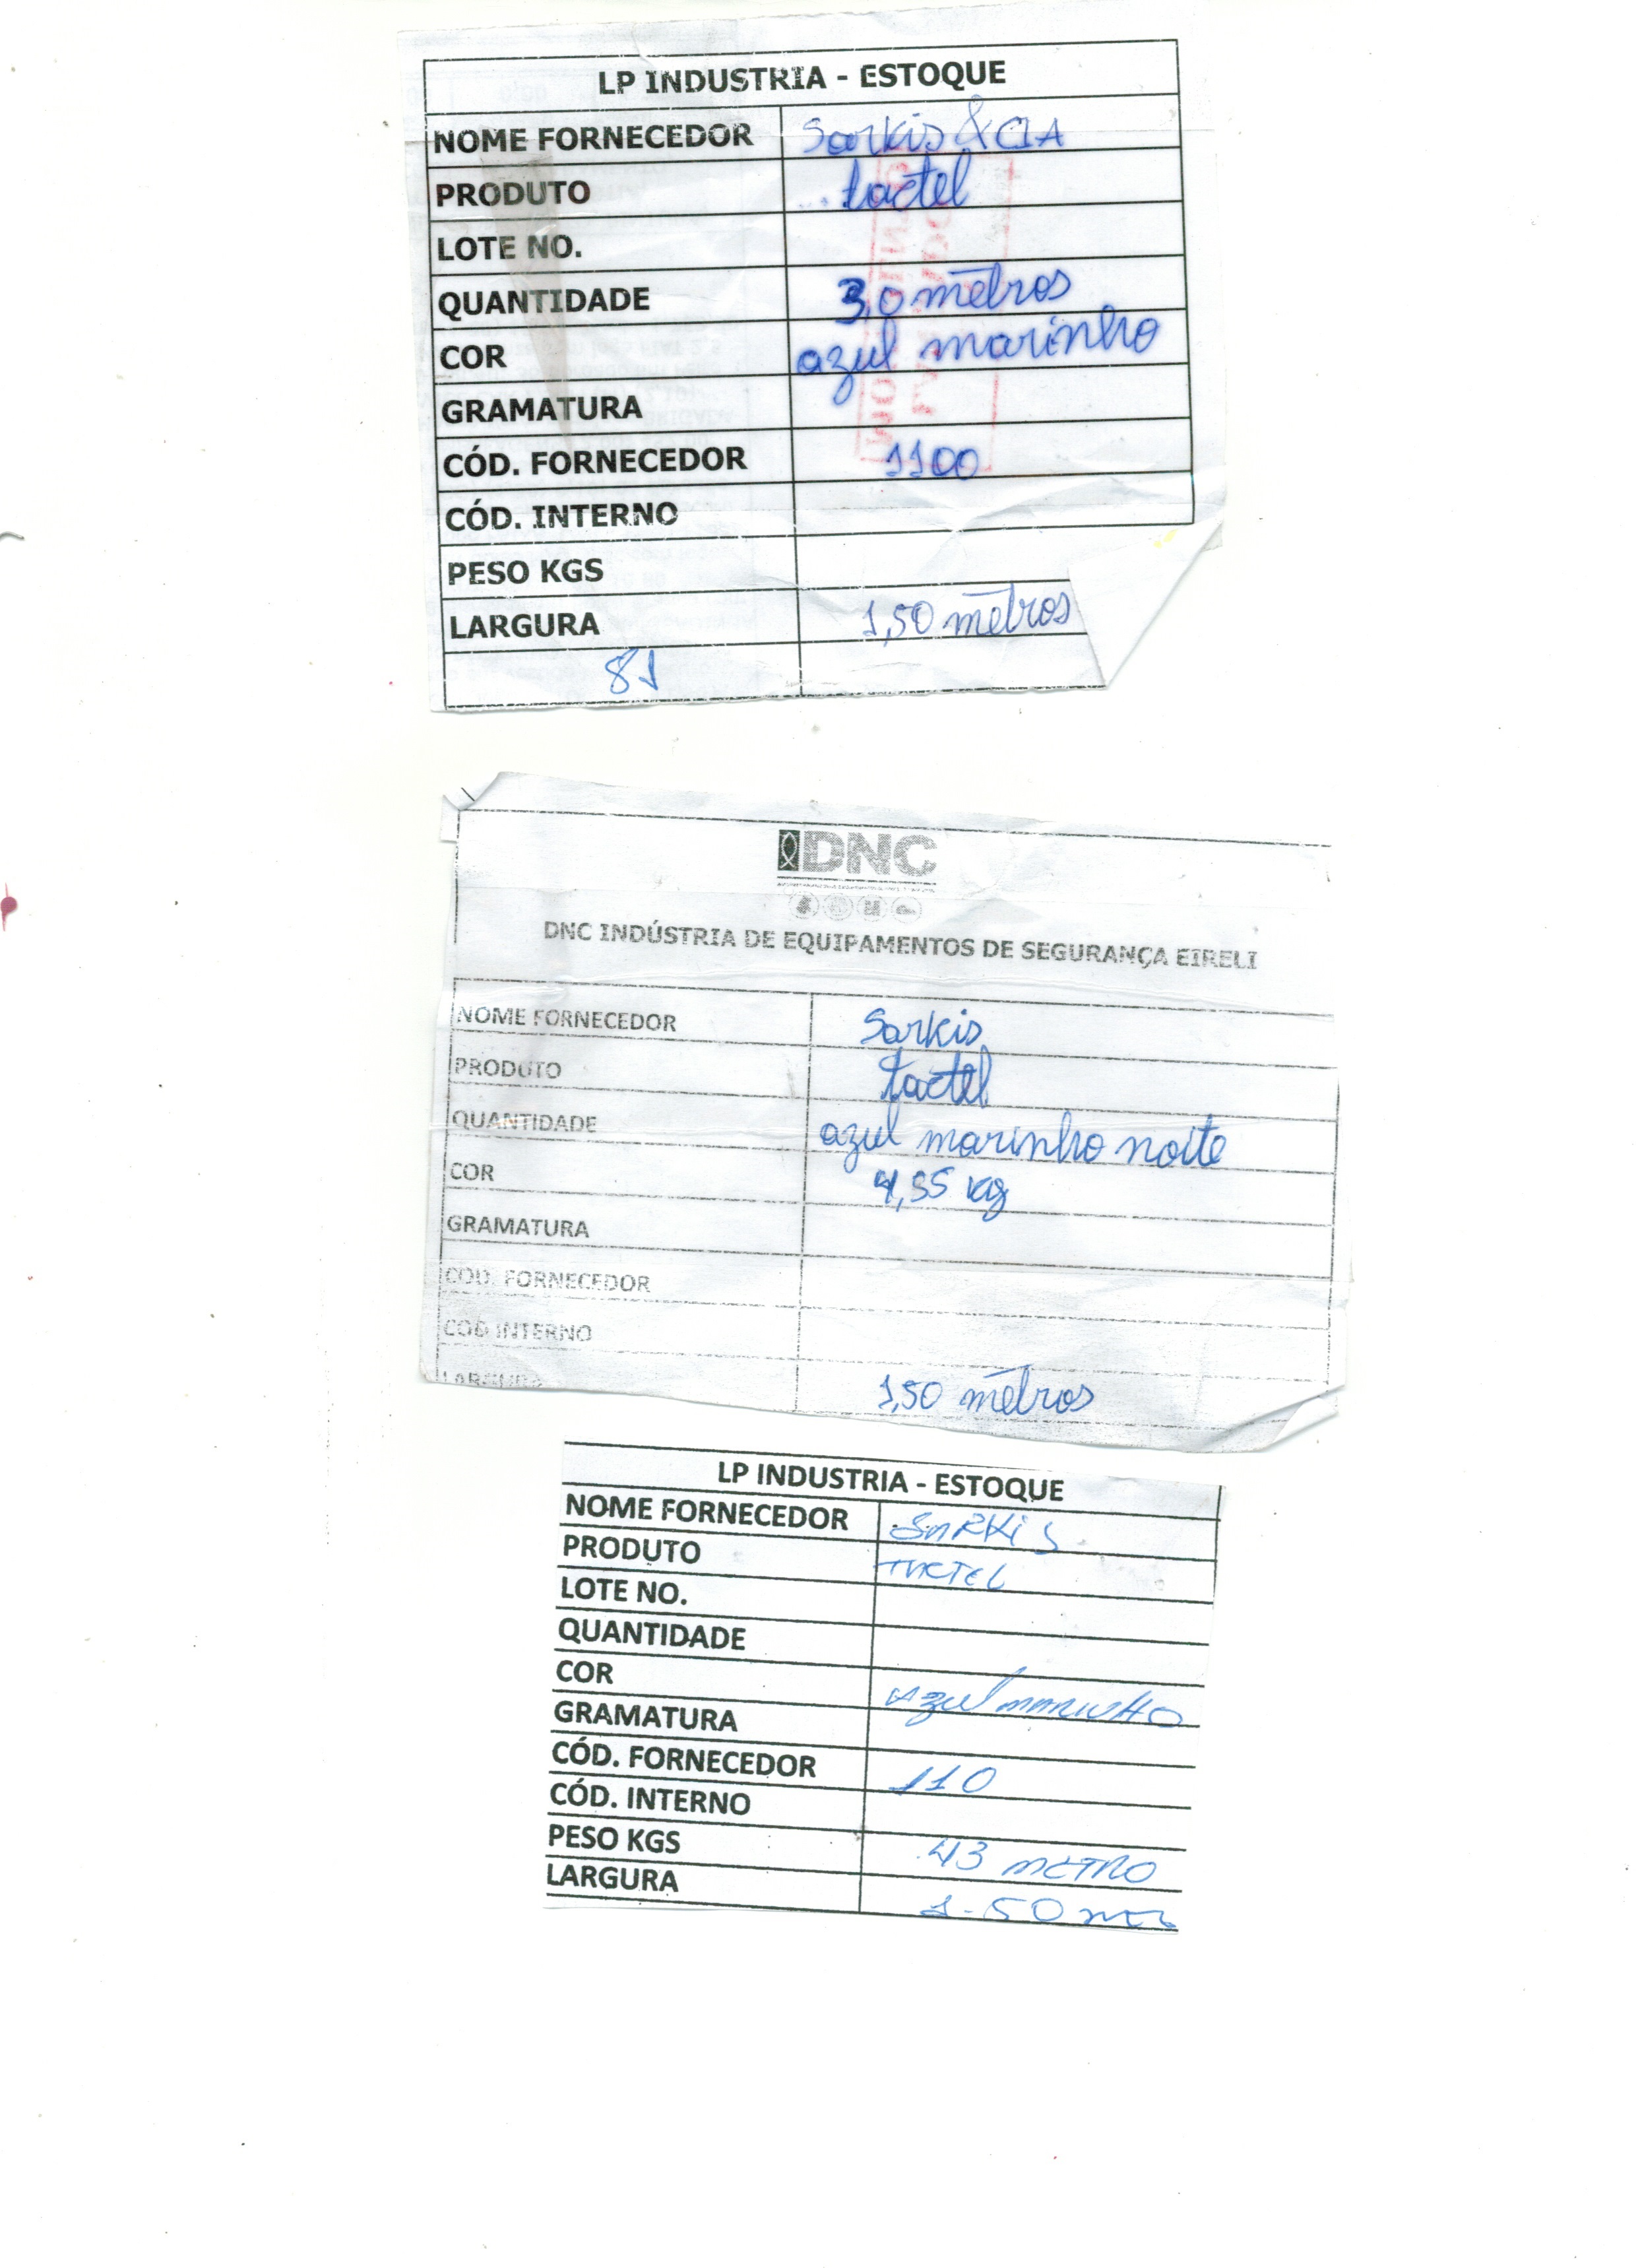 LP INDUSTRIA - ESTOQUE
NOME FORNECEDOR Sarkis & CIA
PRODUTO tactel
LOTE NO.
QUANTIDADE 3,0 metros
COR azul marinho
GRAMATURA
CÓD. FORNECEDOR 1100
CÓD. INTERNO
PESO KGS
LARGURA 1,50 metros
81
DNC
DNC INDÚSTRIA DE EQUIPAMENTOS DE SEGURANÇA EIRELI
NOME FORNECEDOR Sarkis
PRODUTO tactel
QUANTIDADE azul marinho noite
COR 4,55 kg
GRAMATURA
COD. FORNECEDOR
COD INTERNO
LARGURA 1,50 metros
LP INDUSTRIA - ESTOQUE
NOME FORNECEDOR SARKIS
PRODUTO TACTEL
LOTE NO.
QUANTIDADE
COR AZUL MARINHO
GRAMATURA
CÓD. FORNECEDOR 110
CÓD. INTERNO
PESO KGS 43 METRO
LARGURA 1-50